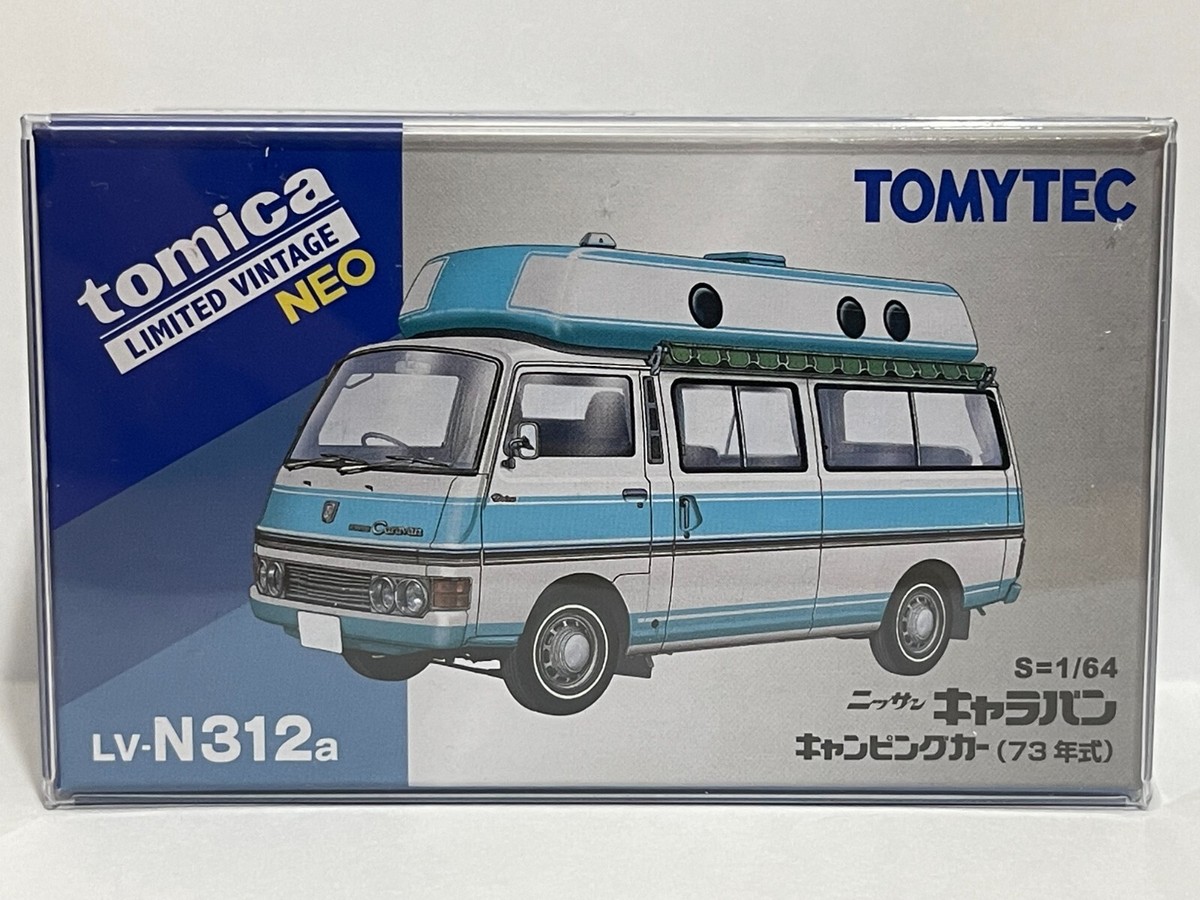 tomica
LIMITED VINTAGE
NEO
TOMYTEC
Caravan
S=1/64
ニッサン キャラバン
キャンピングカー(73年式)
LV-N312a